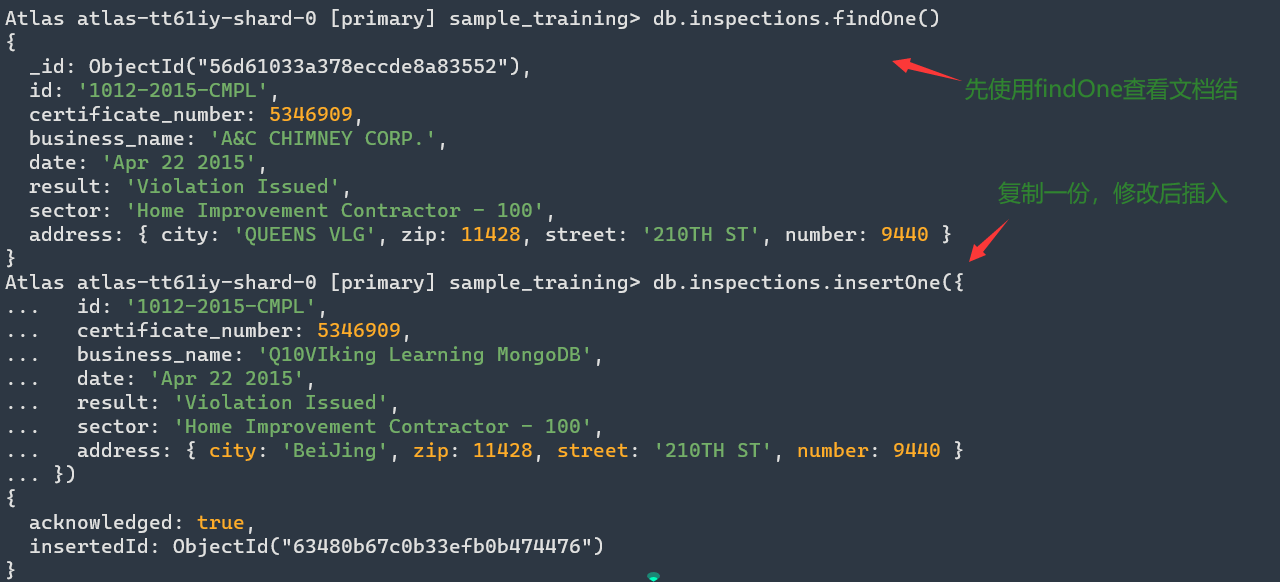 Atlas atlas-tt61iy-shard-0 [primary] sample_training> db.inspections.findOne()
{
  _id: ObjectId("56d61033a378eccde8a83552"),
  id: '1012-2015-CMPL',
  certificate_number: 5346909,
  business_name: 'A&C CHIMNEY CORP.',
  date: 'Apr 22 2015',
  result: 'Violation Issued',
  sector: 'Home Improvement Contractor - 100',
  address: { city: 'QUEENS VLG', zip: 11428, street: '210TH ST', number: 9440 }
}
先使用findOne查看文档结
复制一份，修改后插入
Atlas atlas-tt61iy-shard-0 [primary] sample_training> db.inspections.insertOne({
...   id: '1012-2015-CMPL',
...   certificate_number: 5346909,
...   business_name: 'Q10VIking Learning MongoDB',
...   date: 'Apr 22 2015',
...   result: 'Violation Issued',
...   sector: 'Home Improvement Contractor - 100',
...   address: { city: 'BeiJing', zip: 11428, street: '210TH ST', number: 9440 }
... })
{
  acknowledged: true,
  insertedId: ObjectId("63480b67c0b33efb0b474476")
}